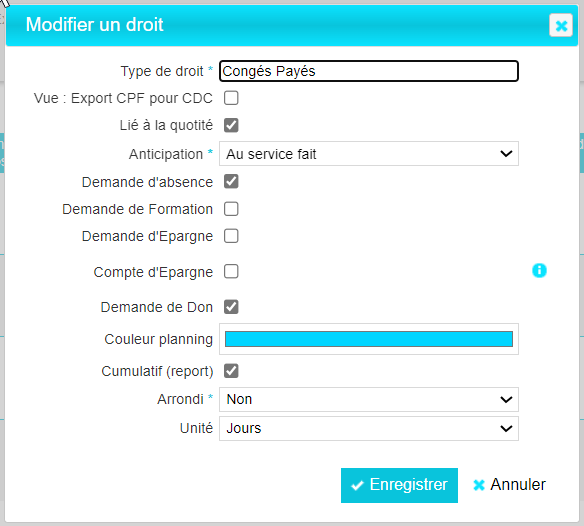 Modifier un droit
Type de droit * Congés Payés
Vue : Export CPF pour CDC
Lié à la quotité
Anticipation * Au service fait
Demande d'absence
Demande de Formation
Demande d'Epargne
Compte d'Epargne
Demande de Don
Couleur planning
Cumulatif (report)
Arrondi * Non
Unité Jours
Enregistrer Annuler